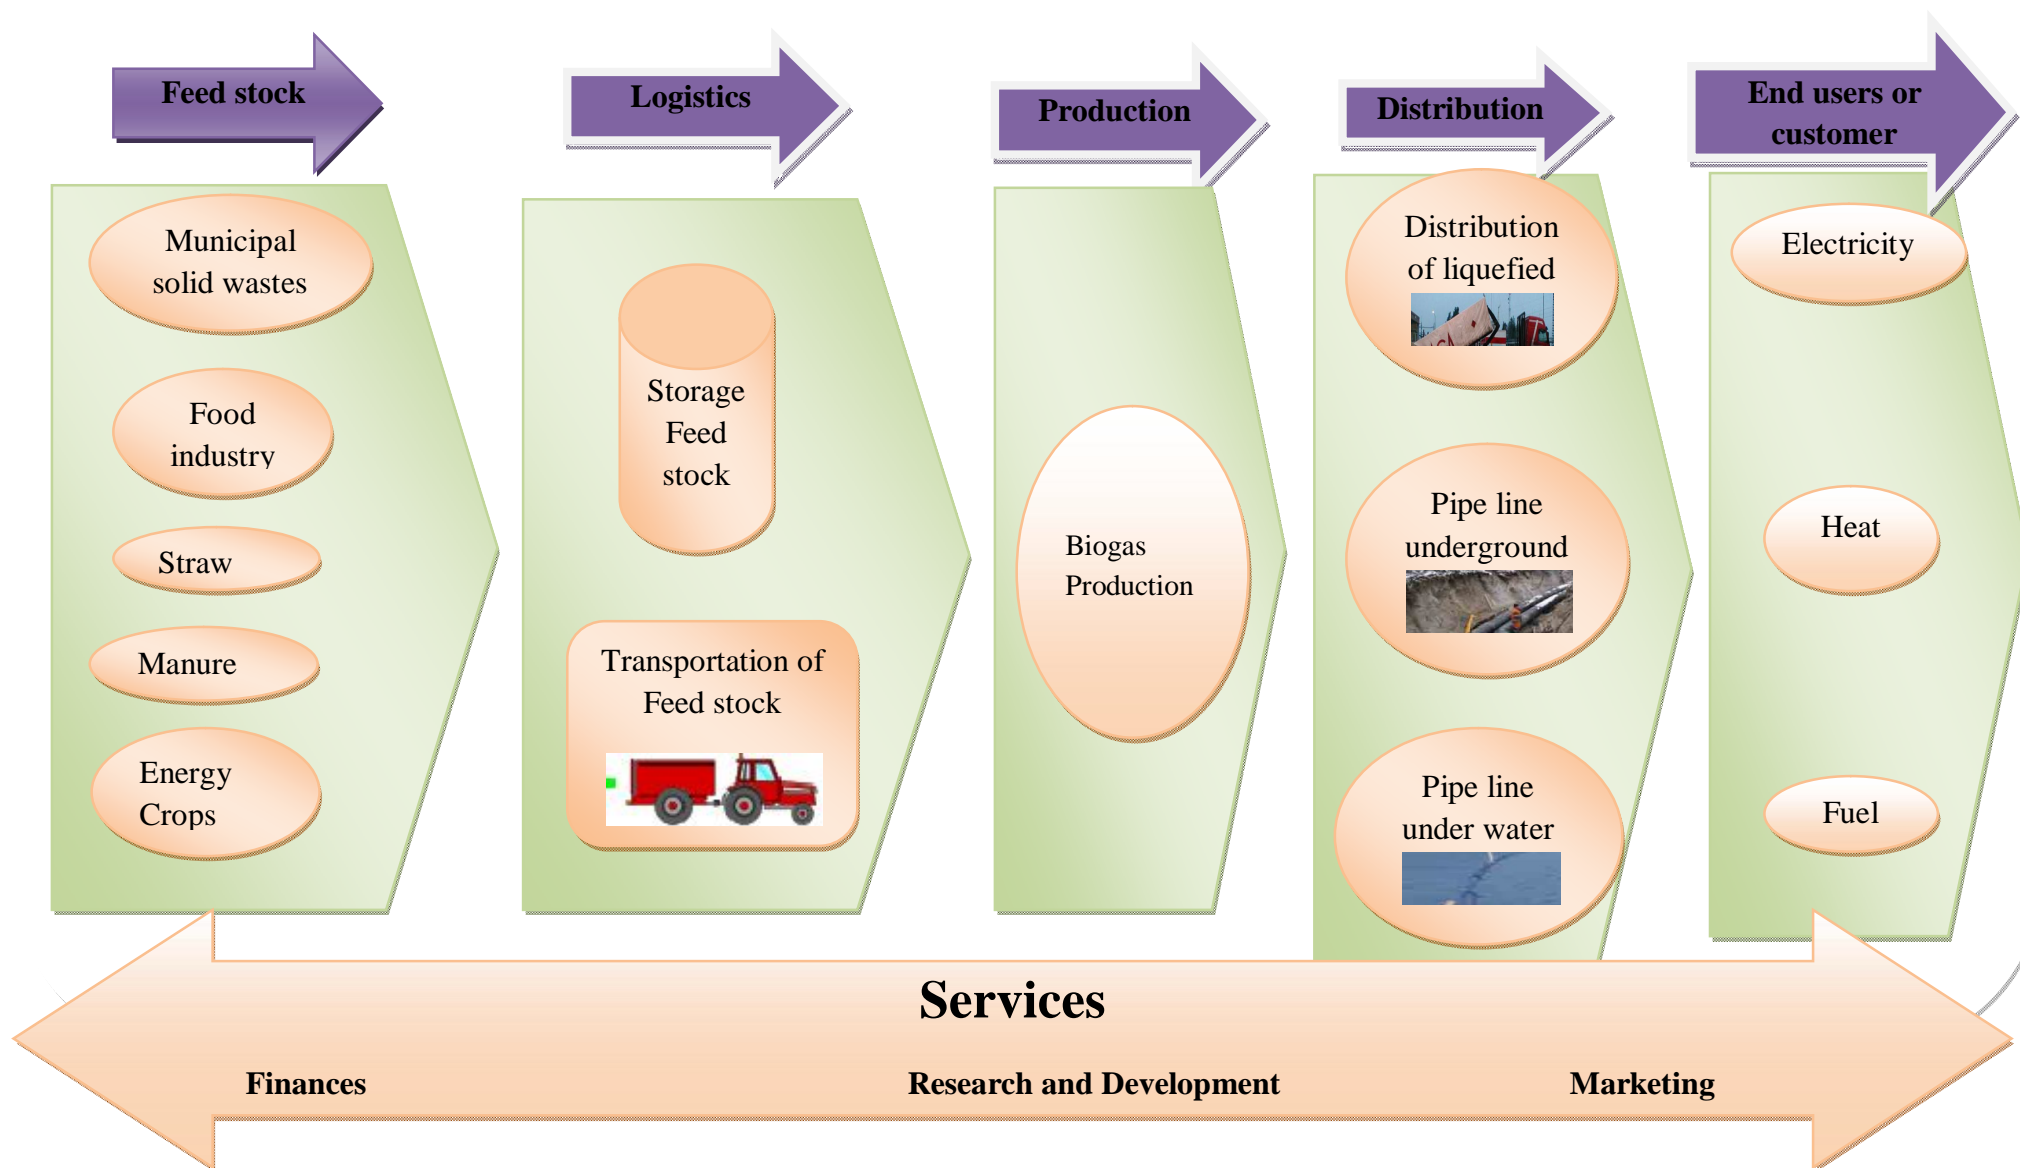 Feed stock
Logistics
Production
Distribution
End users or
customer
Municipal
solid wastes
Food
industry
Straw
Manure
Energy
Crops
Storage
Feed
stock
Transportation of
Feed stock
Biogas
Production
Distribution
of liquefied
Pipe line
underground
Pipe line
under water
Electricity
Heat
Fuel
Services
Finances
Research and Development
Marketing